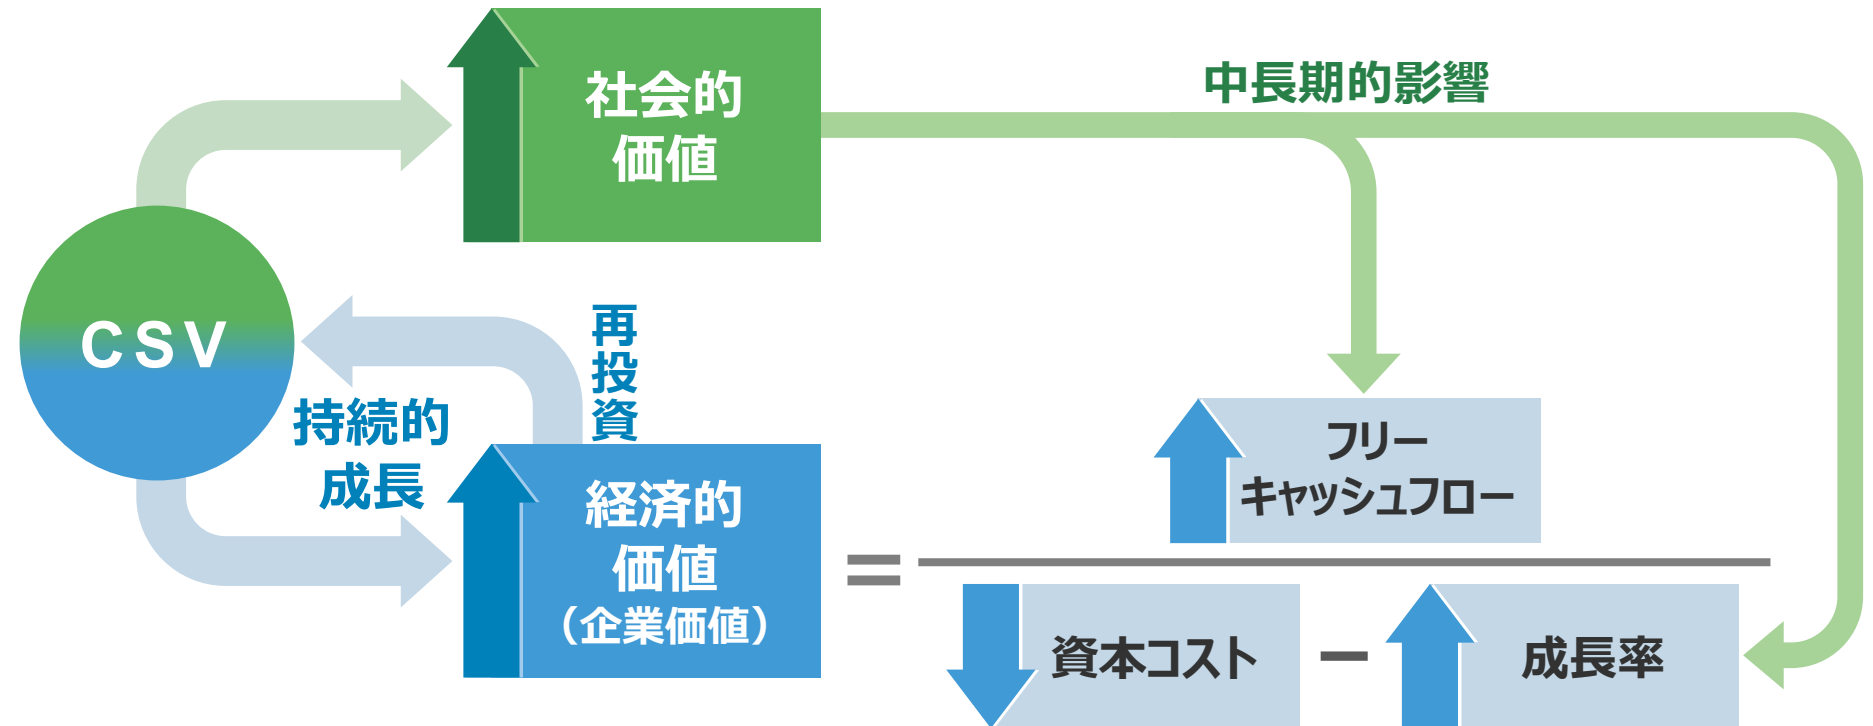 社会的
価値
中長期的影響
CSV
再投資
持続的
成長
経済的
価値
（企業価値）
＝
フリー
キャッシュフロー
資本コスト
－
成長率